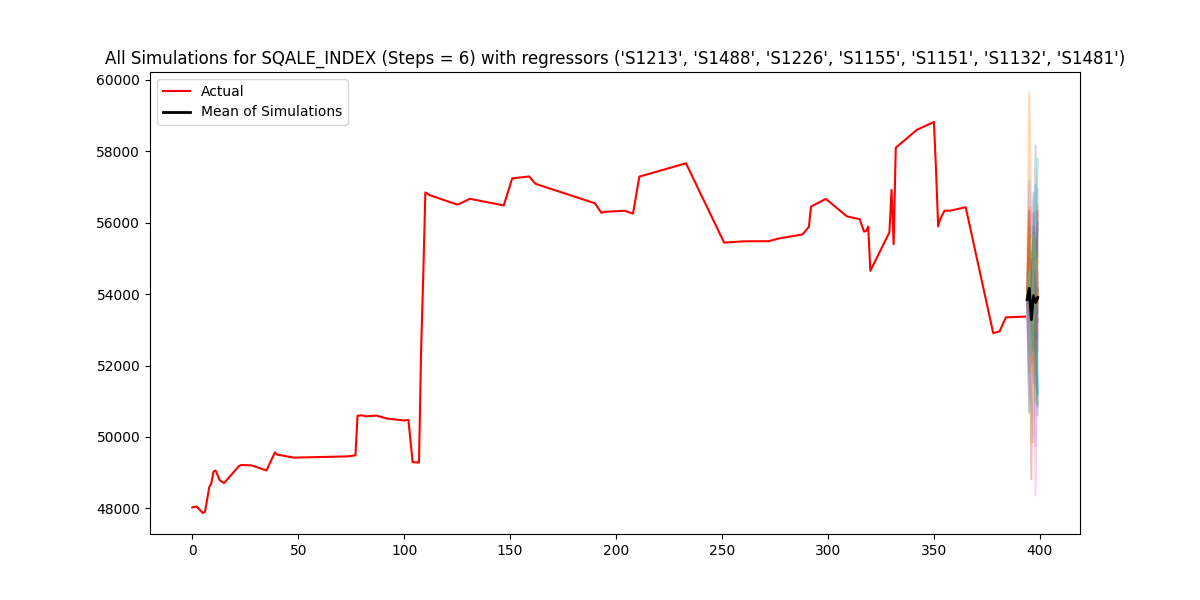 All Simulations for SQALE_INDEX (Steps = 6) with regressors ('S1213', 'S1488', 'S1226', 'S1155', 'S1151', 'S1132', 'S1481')
Actual
Mean of Simulations
60000
58000
56000
54000
52000
50000
48000
0 50 100 150 200 250 300 350 400